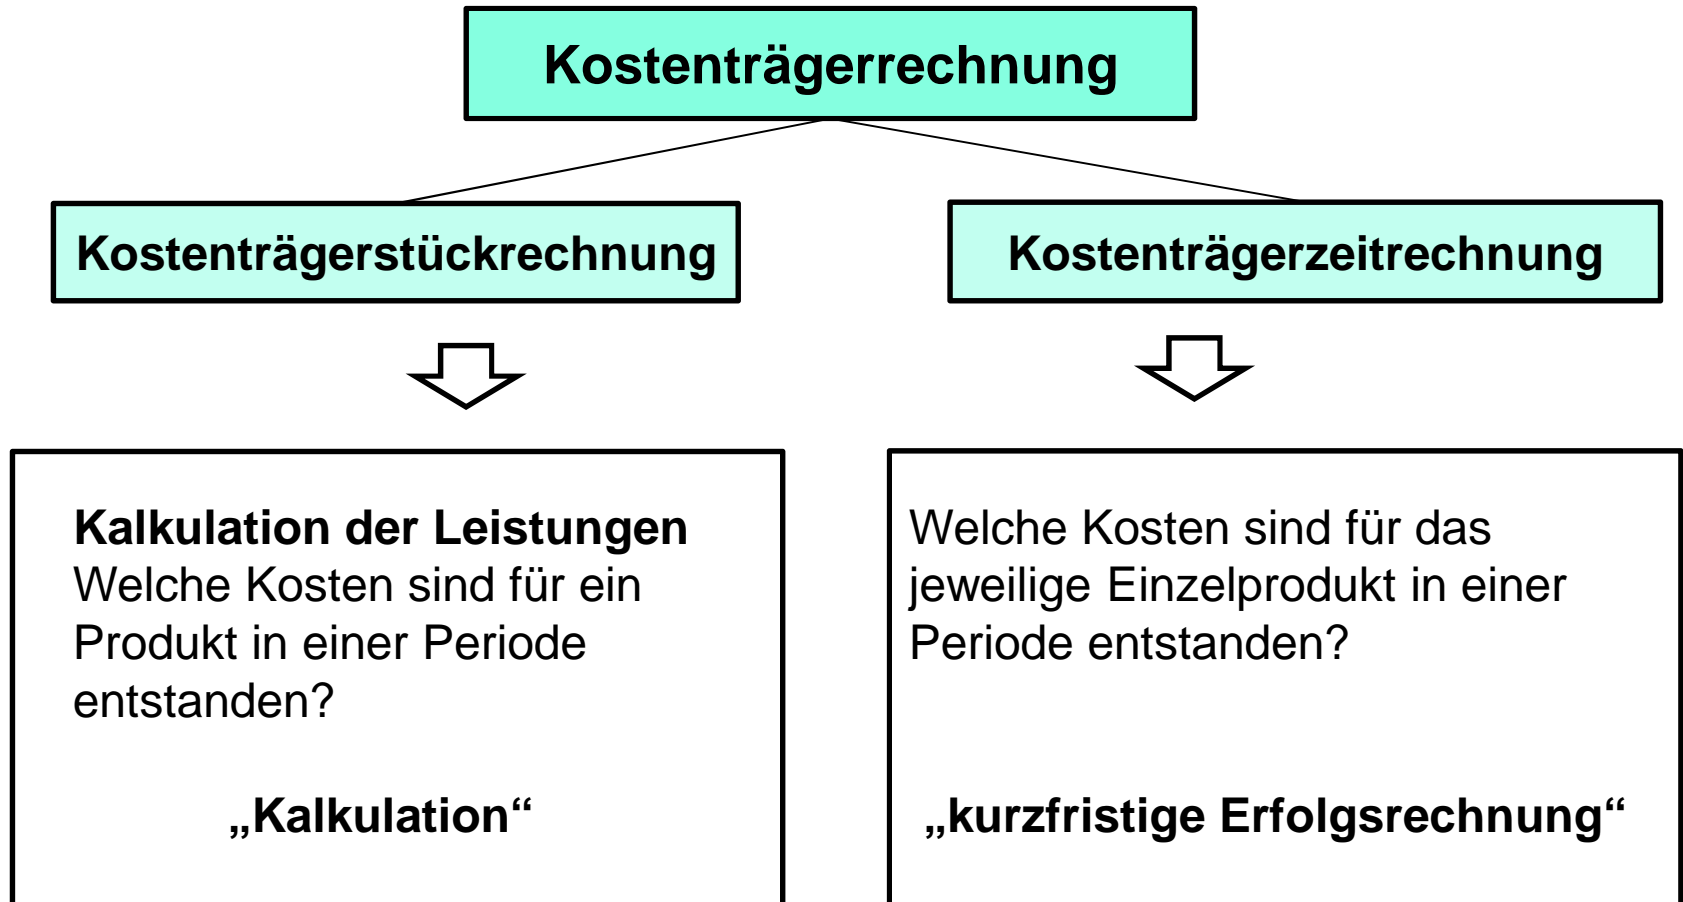 Kostenträgerrechnung
Kostenträgerstückrechnung
Kostenträgerzeitrechnung
Kalkulation der Leistungen
Welche Kosten sind für ein
Produkt in einer Periode
entstanden?
„Kalkulation“
Welche Kosten sind für das
jeweilige Einzelprodukt in einer
Periode entstanden?
„kurzfristige Erfolgsrechnung“